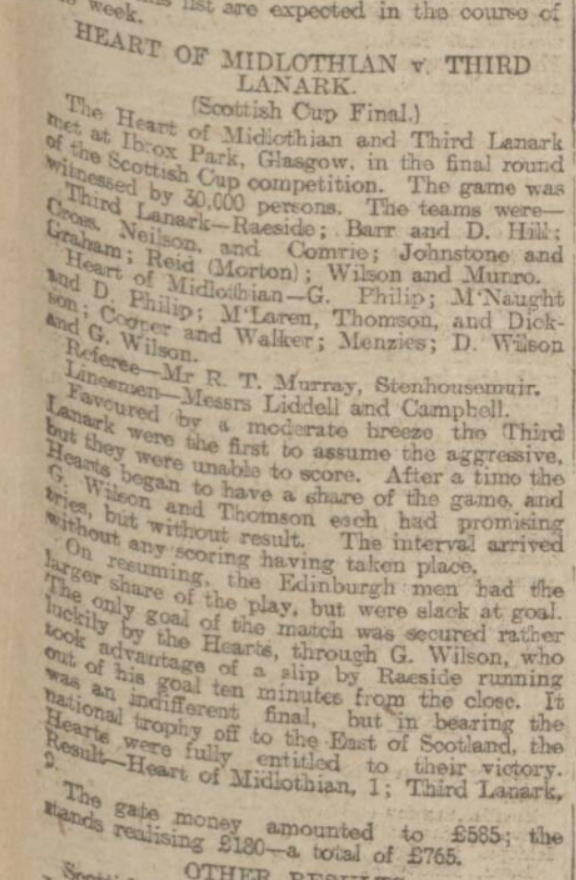 list are expected in the course of
week.
HEART OF MIDLOTHIAN v. THIRD
LANARK.
(Scottish Cup Final.)
The Heart of Midlothian and Third Lanark
met at Ibrox Park, Glasgow, in the final round
of the Scottish Cup competition. The game was
witnessed by 30,000 persons. The teams were—
Third Lanark—Raeside; Barr and D. Hill;
Cross, Neilson, and Comrie; Johnstone and
Graham; Reid (Morton); Wilson and Munro.
Heart of Midlothian—G. Philip; M'Naught
and D. Philip; M'Laren, Thomson, and Dick-
son; Cooper and Walker; Menzies; D. Wilson
and G. Wilson.
Referee—Mr R. T. Murray, Stenhousemuir.
Linesmen—Messrs Liddell and Campbell.
Favoured by a moderate breeze the Third
Lanark were the first to assume the aggressive,
but they were unable to score. After a time the
Hearts began to have a share of the game, and
G. Wilson and Thomson each had promising
tries, but without result. The interval arrived
without any scoring having taken place.
On resuming, the Edinburgh men had the
larger share of the play, but were slack at goal.
The only goal of the match was secured rather
luckily by the Hearts, through G. Wilson, who
took advantage of a slip by Raeside running
out of his goal ten minutes from the close. It
was an indifferent final, but in bearing the
national trophy off to the East of Scotland, the
Hearts were fully entitled to their victory.
Result—Heart of Midlothian, 1; Third Lanark,
The gate money amounted to £585; the
stands realising £180—a total of £765.
OTHER RESULTS